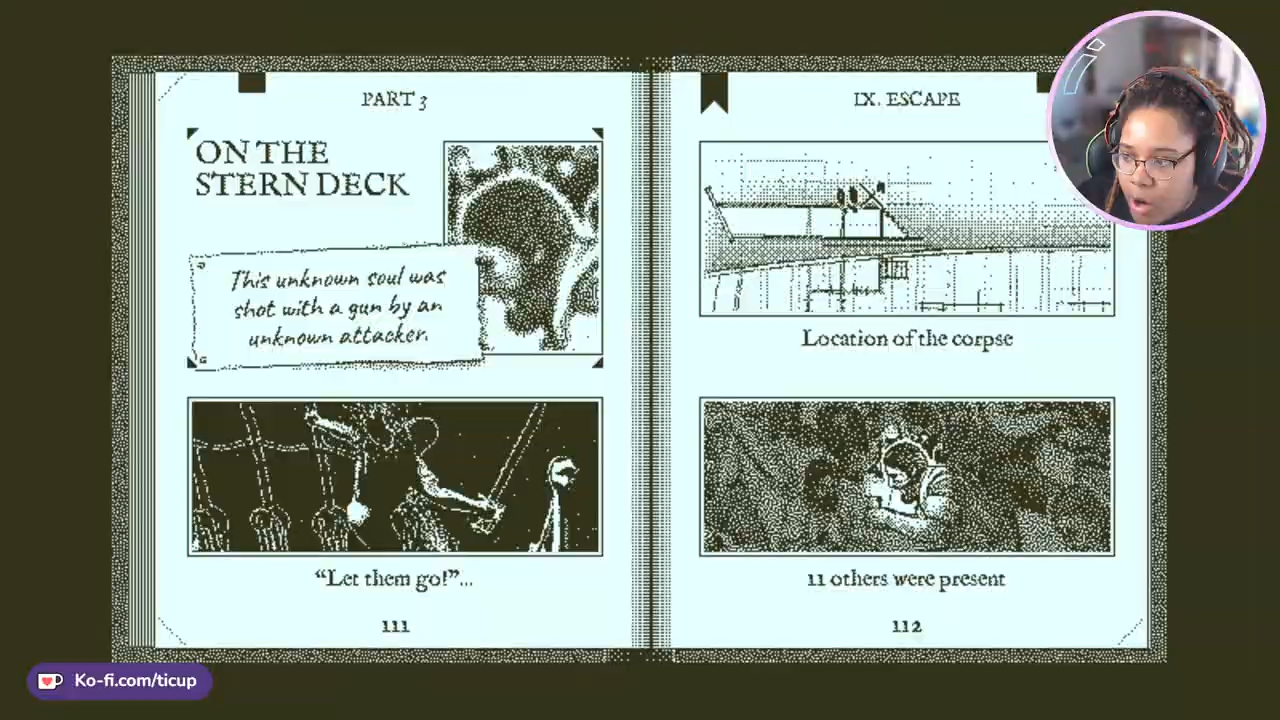 PART 3
ON THE
STERN DECK
This unknown soul was
shot with a gun by an
unknown attacker.
"Let them go!"...
111
IX. ESCAPE
Location of the corpse
11 others were present
112
Ko-fi.com/ticup